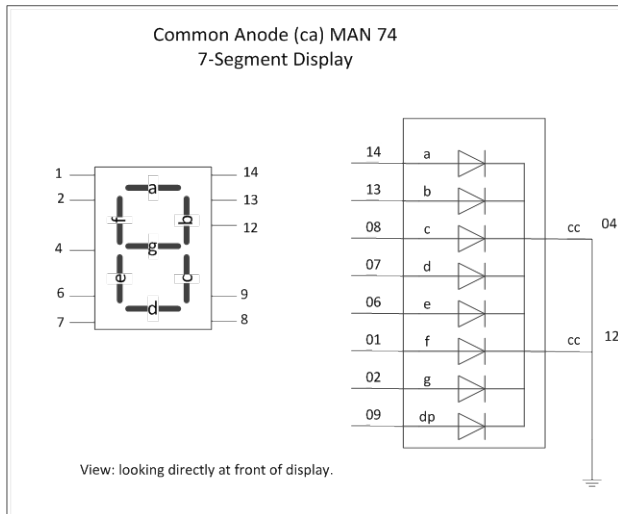 Common Anode (ca) MAN 74
7-Segment Display
1
14
2
13
12
4
6
9
7
8
a
f
b
g
e
c
d
14 a
13 b
08 c
cc 04
07 d
06 e
01 f
cc 12
02 g
09 dp
View: looking directly at front of display.